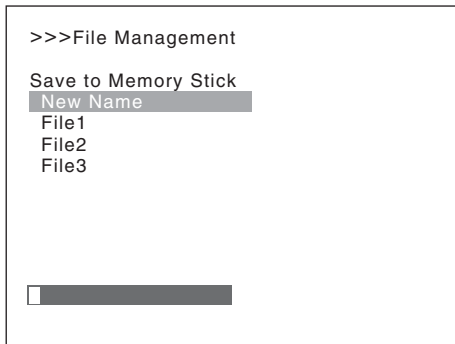 >>>File Management
Save to Memory Stick
New Name
File1
File2
File3